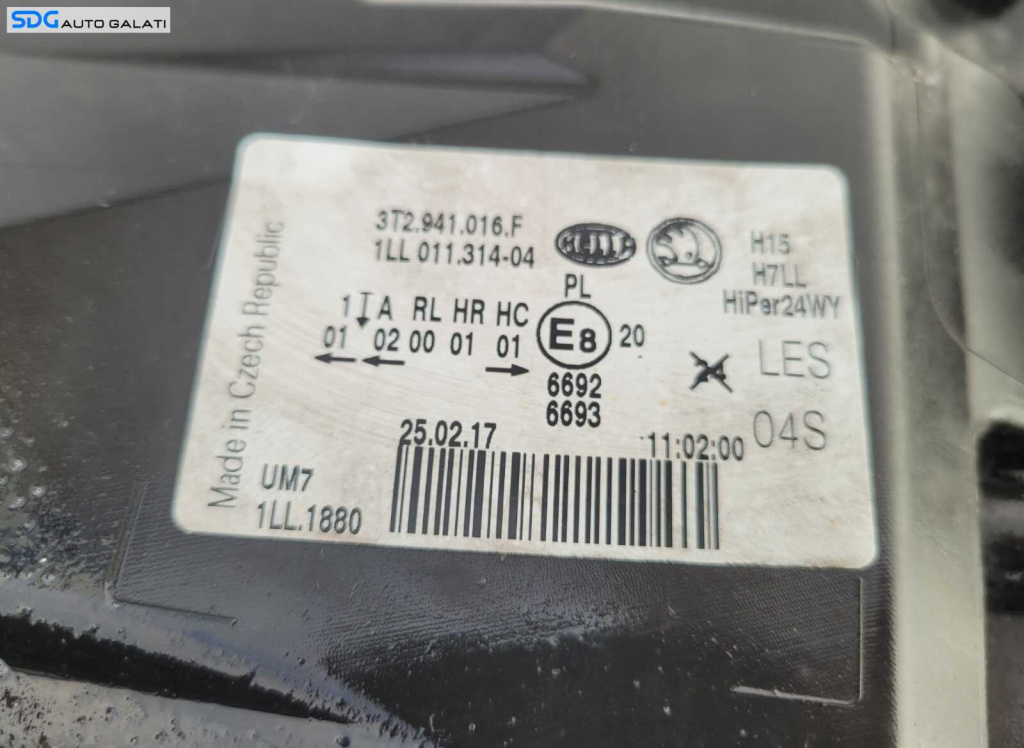 SDG AUTO GALATI
3T2.941.016.F
1LL 011.314-04
HELLA
H15
H7LL
HiPer24WY
PL
1 A RL HR HC
01 02 00 01 01
E8 20
6692
6693
LES
04S
25.02.17 11:02:00
UM7
1LL.1880
Made in Czech Republic